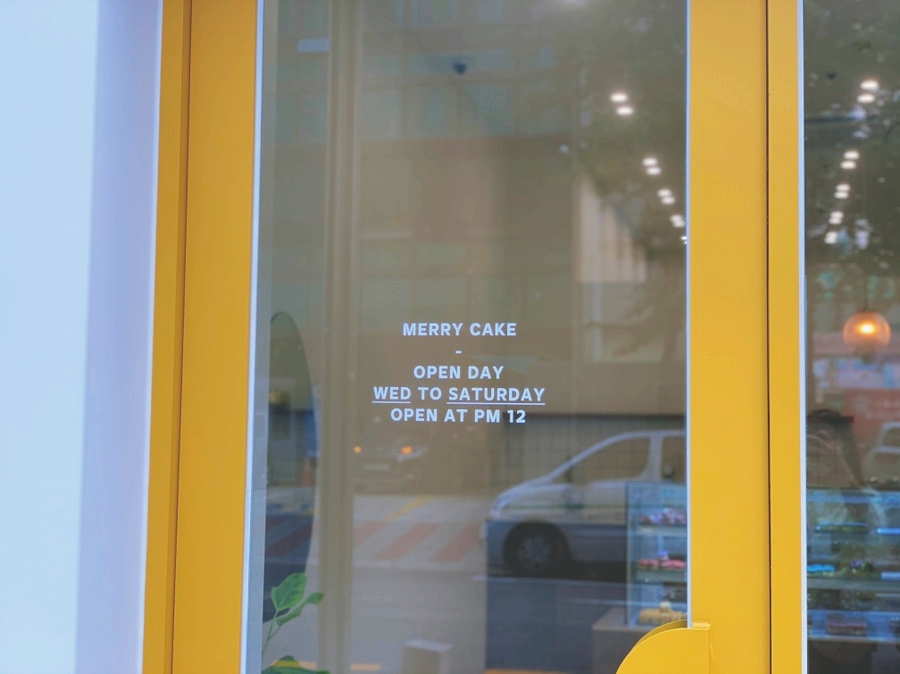 MERRY CAKE
-
OPEN DAY
WED TO SATURDAY
OPEN AT PM 12